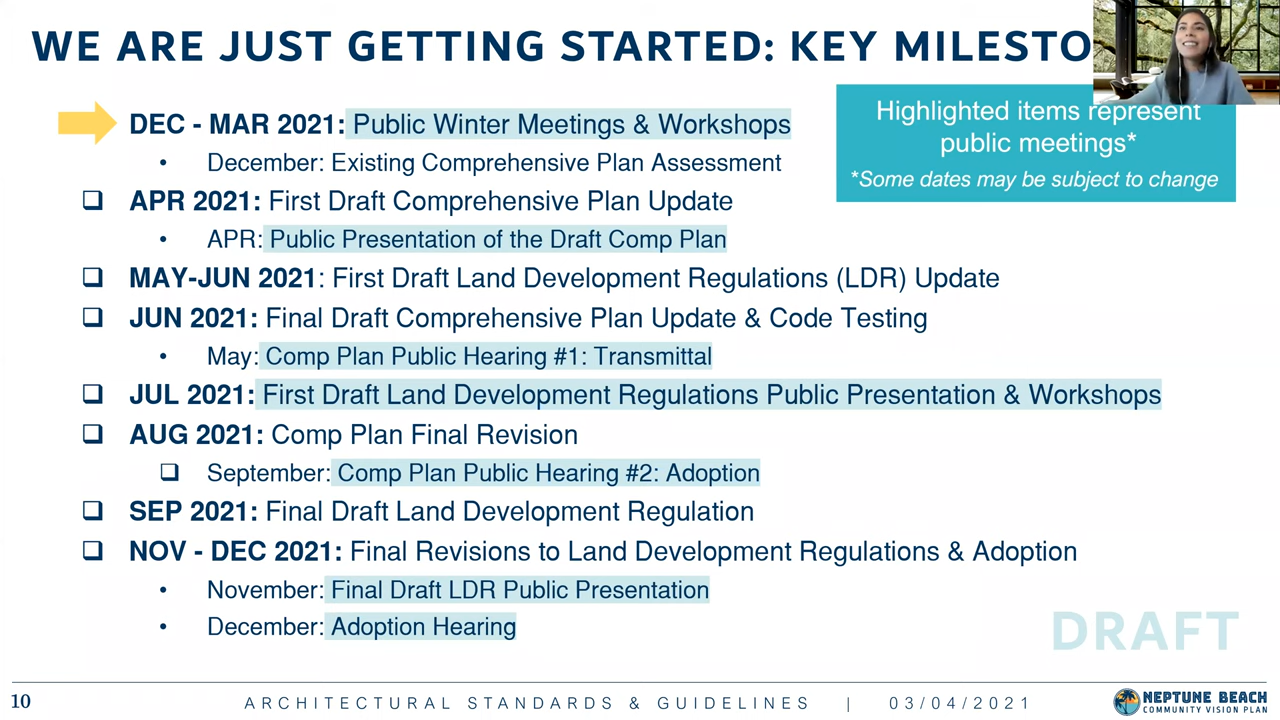 WE ARE JUST GETTING STARTED: KEY MILESTO
Highlighted items represent
public meetings*
*Some dates may be subject to change
DEC - MAR 2021: Public Winter Meetings & Workshops
• December: Existing Comprehensive Plan Assessment
❑ APR 2021: First Draft Comprehensive Plan Update
• APR: Public Presentation of the Draft Comp Plan
❑ MAY-JUN 2021: First Draft Land Development Regulations (LDR) Update
❑ JUN 2021: Final Draft Comprehensive Plan Update & Code Testing
• May: Comp Plan Public Hearing #1: Transmittal
❑ JUL 2021: First Draft Land Development Regulations Public Presentation & Workshops
❑ AUG 2021: Comp Plan Final Revision
❑ September: Comp Plan Public Hearing #2: Adoption
❑ SEP 2021: Final Draft Land Development Regulation
❑ NOV - DEC 2021: Final Revisions to Land Development Regulations & Adoption
• November: Final Draft LDR Public Presentation
• December: Adoption Hearing
DRAFT
10 ARCHITECTURAL STANDARDS & GUIDELINES | 03/04/2021
NEPTUNE BEACH
COMMUNITY VISION PLAN